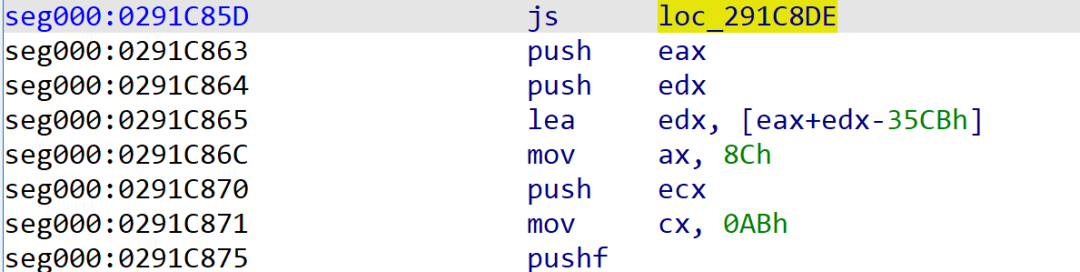 seg000:0291C85D js loc_291C8DE
seg000:0291C863 push eax
seg000:0291C864 push edx
seg000:0291C865 lea edx, [eax+edx-35CBh]
seg000:0291C86C mov ax, 8Ch
seg000:0291C870 push ecx
seg000:0291C871 mov cx, 0ABh
seg000:0291C875 pushf